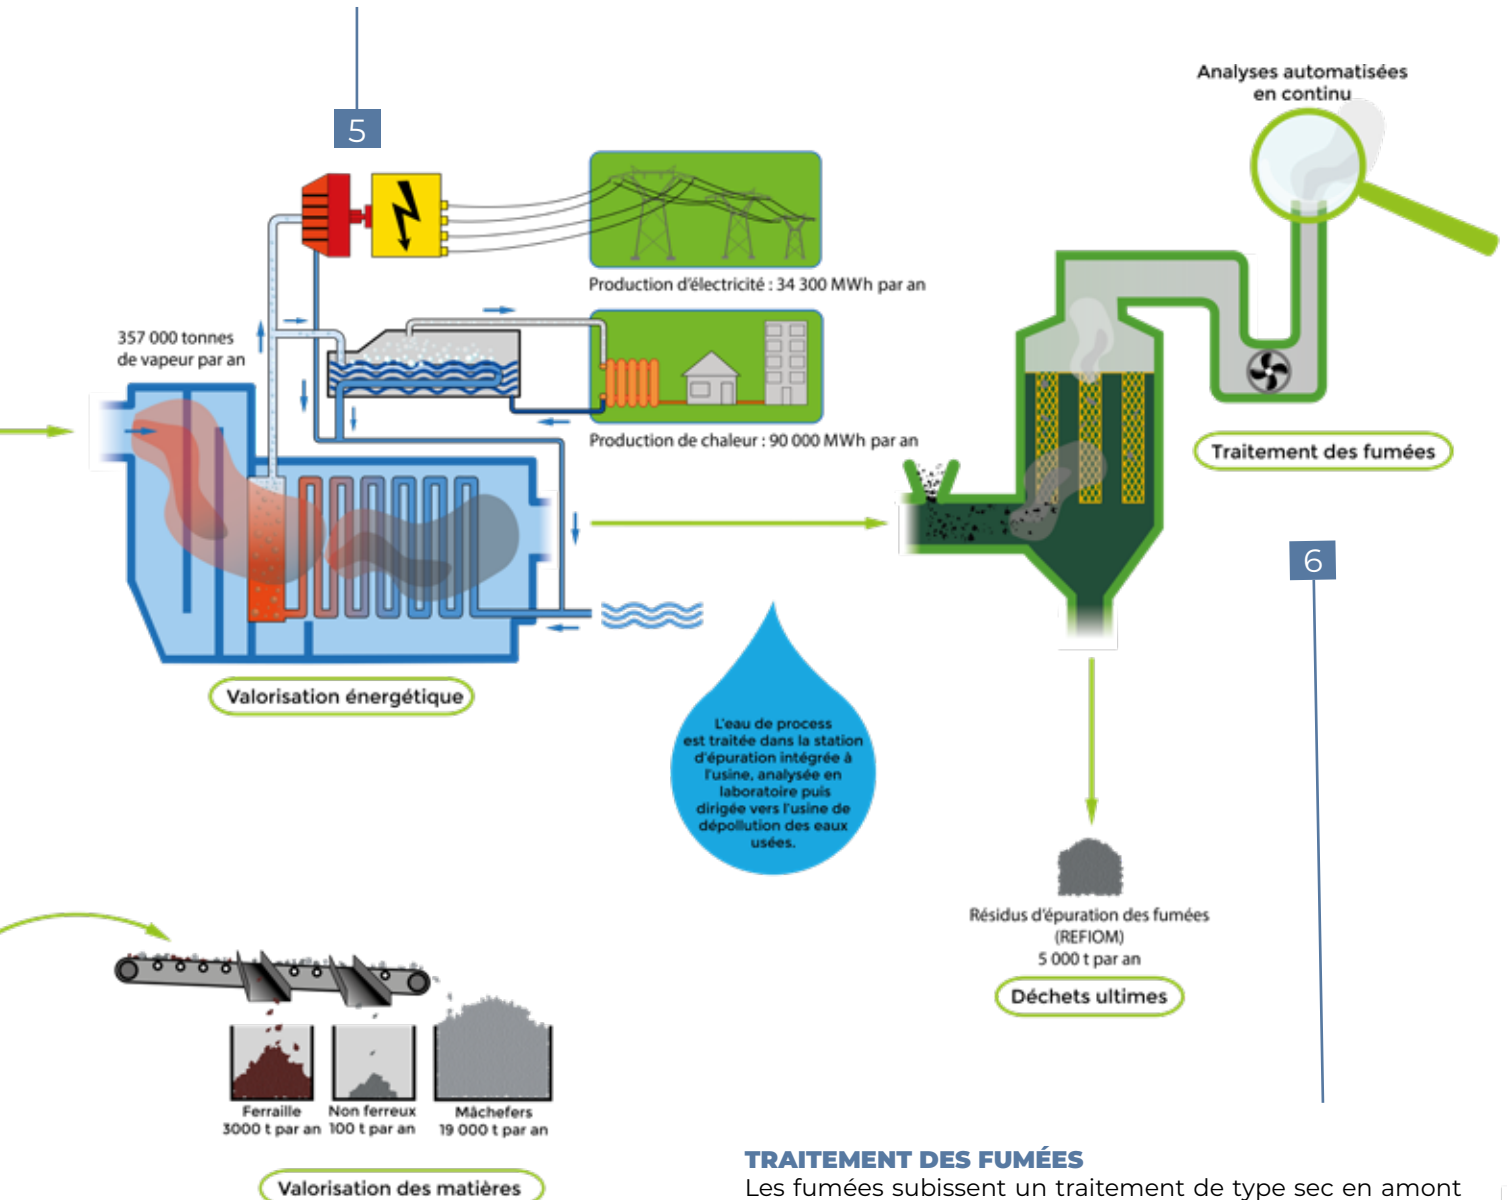 Analyses automatisées
en continu
5
Production d'électricité : 34 300 MWh par an
357 000 tonnes
de vapeur par an
Production de chaleur : 90 000 MWh par an
Traitement des fumées
6
Valorisation énergétique
L'eau de process
est traitée dans la station
d'épuration intégrée à
l'usine, analysée en
laboratoire puis
dirigée vers l'usine de
dépollution des eaux
usées.
Résidus d'épuration des fumées
(REFIOM)
5 000 t par an
Déchets ultimes
Ferraille
3000 t par an
Non ferreux
100 t par an
Mâchefers
19 000 t par an
Valorisation des matières
TRAITEMENT DES FUMÉES
Les fumées subissent un traitement de type sec en amont